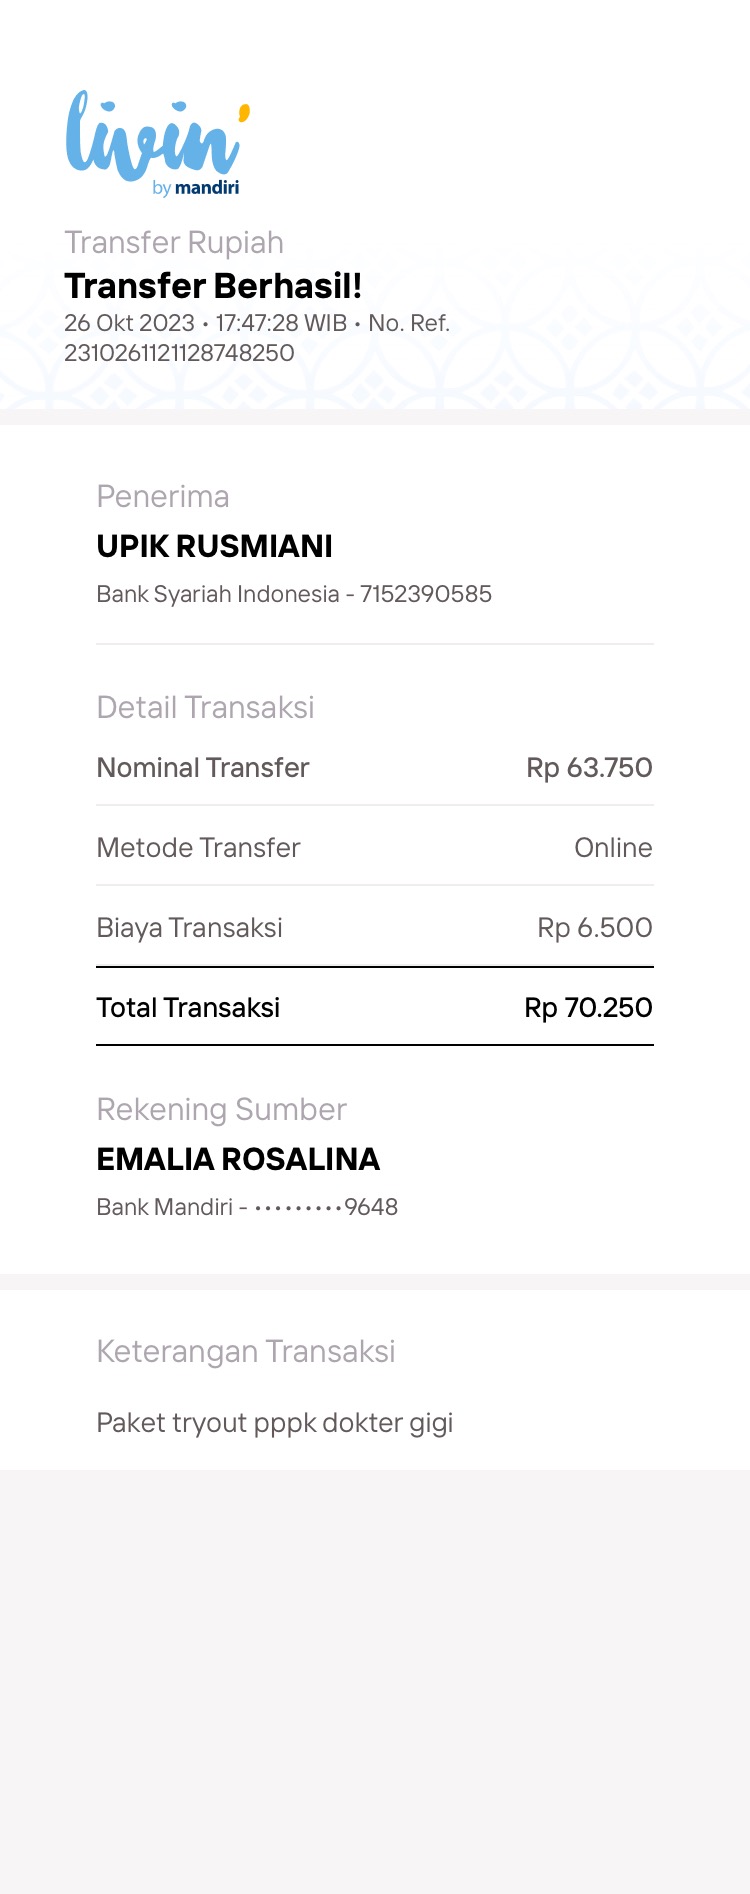 livin'
by mandiri
Transfer Rupiah
Transfer Berhasil!
26 Okt 2023 • 17:47:28 WIB • No. Ref.
2310261121128748250
Penerima
UPIK RUSMIANI
Bank Syariah Indonesia - 7152390585
Detail Transaksi
Nominal Transfer Rp 63.750
Metode Transfer Online
Biaya Transaksi Rp 6.500
Total Transaksi Rp 70.250
Rekening Sumber
EMALIA ROSALINA
Bank Mandiri - •••••••••9648
Keterangan Transaksi
Paket tryout pppk dokter gigi